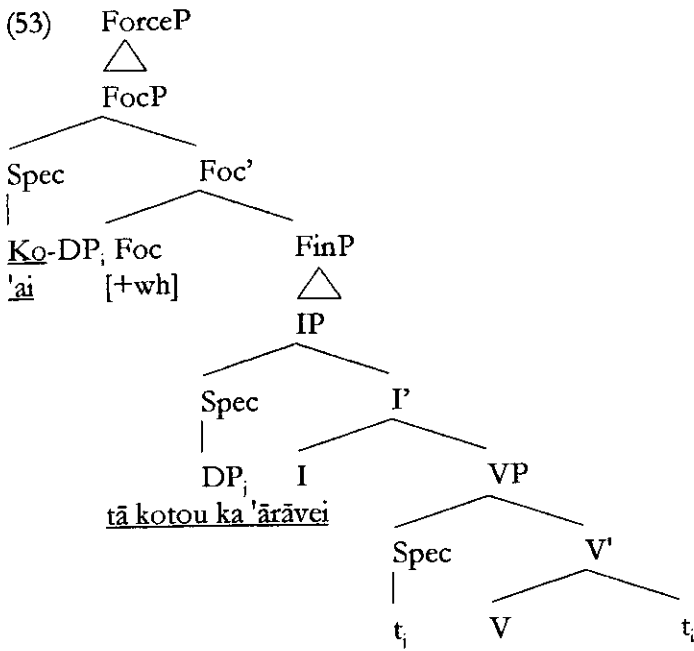 (53) ForceP
FocP
Spec Foc'
Ko-DPᵢ Foc FinP
'ai [+wh]
IP
Spec I'
DPⱼ I VP
tā kotou ka 'ārāvei
Spec V'
tⱼ V tᵢ